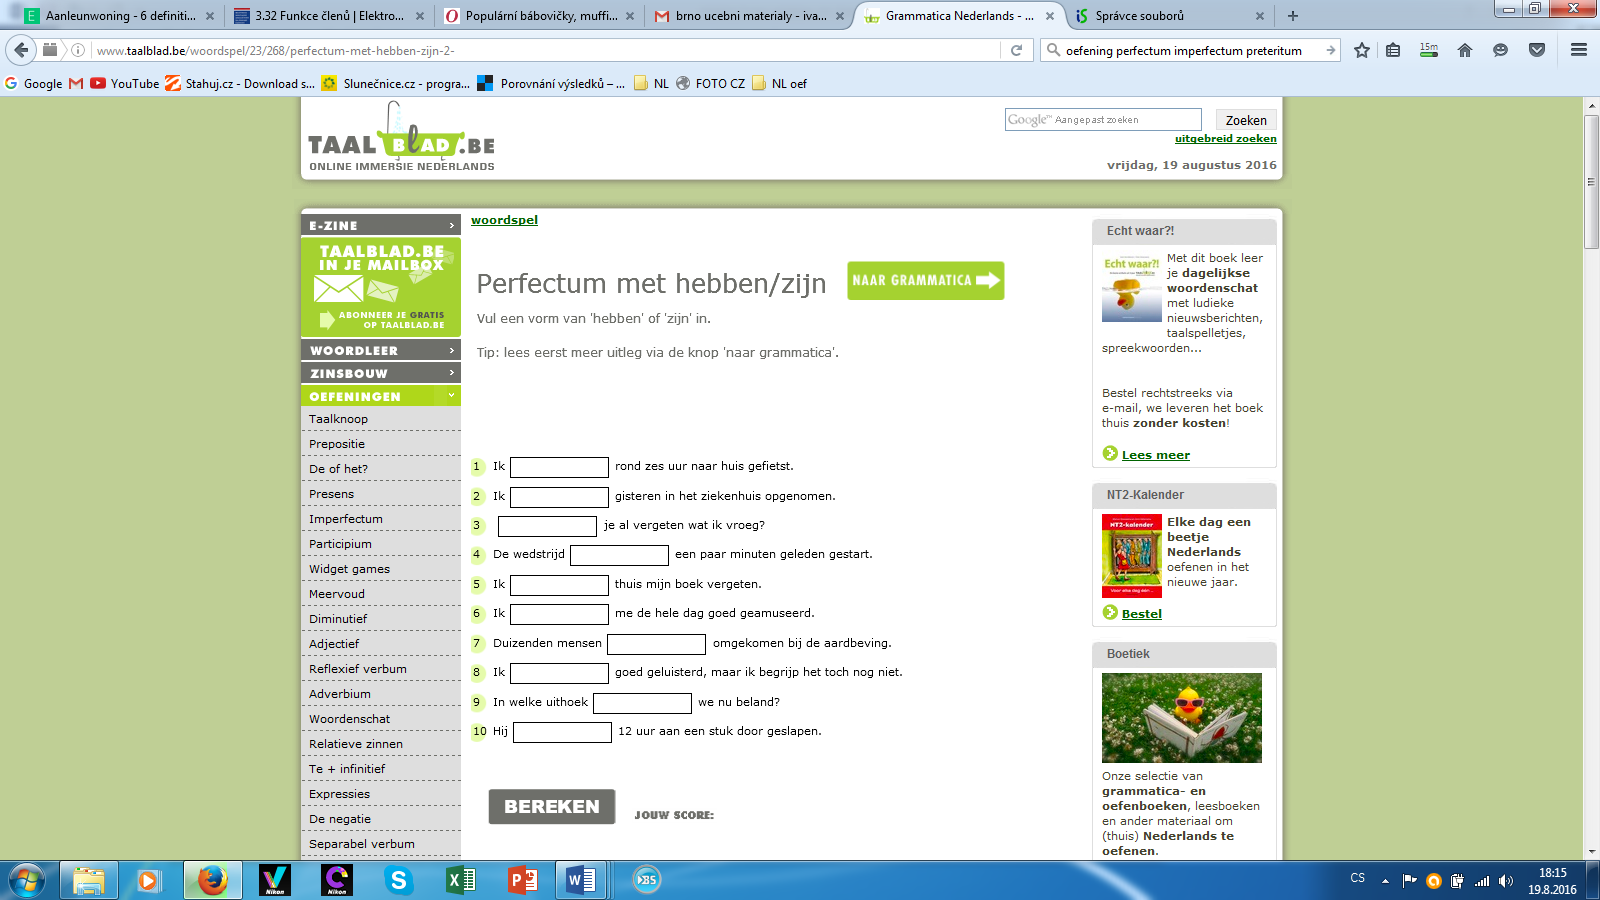 Aanleunwoning - 6 definiti...
3.32 Funkce členů | Elektro...
Populární bábovičky, muffi...
brno ucebni materialy - iva...
Grammatica Nederlands - ...
Správce souborů
www.taalblad.be/woordspel/23/268/perfectum-met-hebben-zijn-2-
oefening perfectum imperfectum preteritum
15m
Google
YouTube
Stahuj.cz - Download s...
Slunečnice.cz - progra...
Porovnání výsledků – ...
NL
FOTO CZ
NL oef
TAALBLAD.BE
ONLINE IMMERSIE NEDERLANDS
Google™ Aangepast zoeken
Zoeken
uitgebreid zoeken
vrijdag, 19 augustus 2016
E-ZINE
TAALBLAD.BE
IN JE MAILBOX
ABONNEER JE GRATIS
OP TAALBLAD.BE
WOORDLEER
ZINSBOUW
OEFENINGEN
Taalknoop
Prepositie
De of het?
Presens
Imperfectum
Participium
Widget games
Meervoud
Diminutief
Adjectief
Reflexief verbum
Adverbium
Woordenschat
Relatieve zinnen
Te + infinitief
Expressies
De negatie
Separabel verbum
woordspel
Perfectum met hebben/zijn
NAAR GRAMMATICA
Vul een vorm van 'hebben' of 'zijn' in.
Tip: lees eerst meer uitleg via de knop 'naar grammatica'.
1 Ik rond zes uur naar huis gefietst.
2 Ik gisteren in het ziekenhuis opgenomen.
3 je al vergeten wat ik vroeg?
4 De wedstrijd een paar minuten geleden gestart.
5 Ik thuis mijn boek vergeten.
6 Ik me de hele dag goed geamuseerd.
7 Duizenden mensen omgekomen bij de aardbeving.
8 Ik goed geluisterd, maar ik begrijp het toch nog niet.
9 In welke uithoek we nu beland?
10 Hij 12 uur aan een stuk door geslapen.
BEREKEN
JOUW SCORE:
Echt waar?!
Echt waar?!
Met dit boek leer
je dagelijkse
woordenschat
met ludieke
nieuwsberichten,
taalspelletjes,
spreekwoorden...
Bestel rechtstreeks via
e-mail, we leveren het boek
thuis zonder kosten!
Lees meer
NT2-Kalender
NT2-kalender
Elke dag een
beetje
Nederlands
oefenen in het
nieuwe jaar.
Bestel
Boetiek
Onze selectie van
grammatica- en
oefenboeken, leesboeken
en ander materiaal om
(thuis) Nederlands te
oefenen.
Nikon
Nikon
BS
CS
18:15
19.8.2016